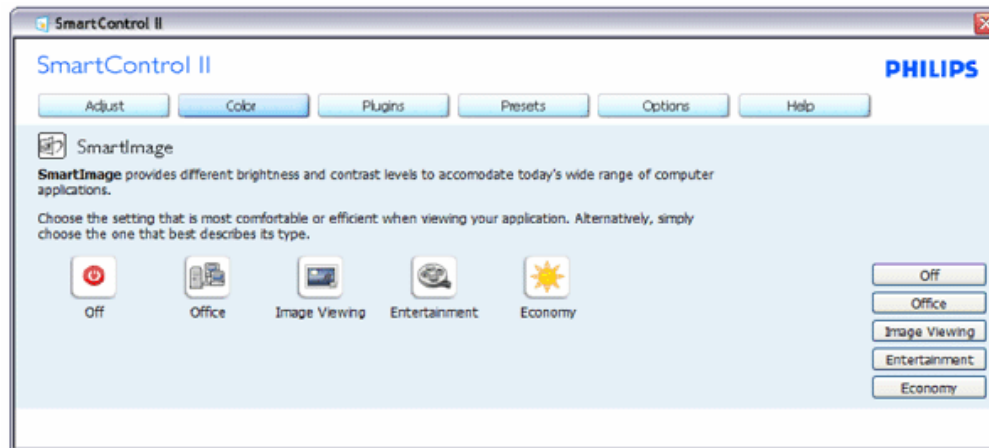 SmartControl II
SmartControl II
PHILIPS
Adjust Color Plugins Presets Options Help
SmartImage
SmartImage provides different brightness and contrast levels to accomodate today's wide range of computer
applications.
Choose the setting that is most comfortable or efficient when viewing your application. Alternatively, simply
choose the one that best describes its type.
Off Office Image Viewing Entertainment Economy
Off
Office
Image Viewing
Entertainment
Economy